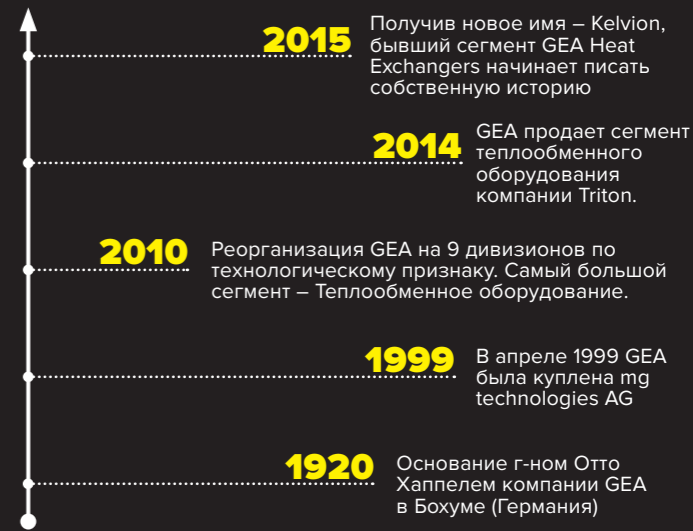 2015
Получив новое имя – Kelvion,
бывший сегмент GEA Heat
Exchangers начинает писать
собственную историю
2014
GEA продает сегмент
теплообменного
оборудования
компании Triton.
2010
Реорганизация GEA на 9 дивизионов по
технологическому признаку. Самый большой
сегмент – Теплообменное оборудование.
1999
В апреле 1999 GEA
была куплена mg
technologies AG
1920
Основание г-ном Отто
Хаппелем компании GEA
в Бохуме (Германия)